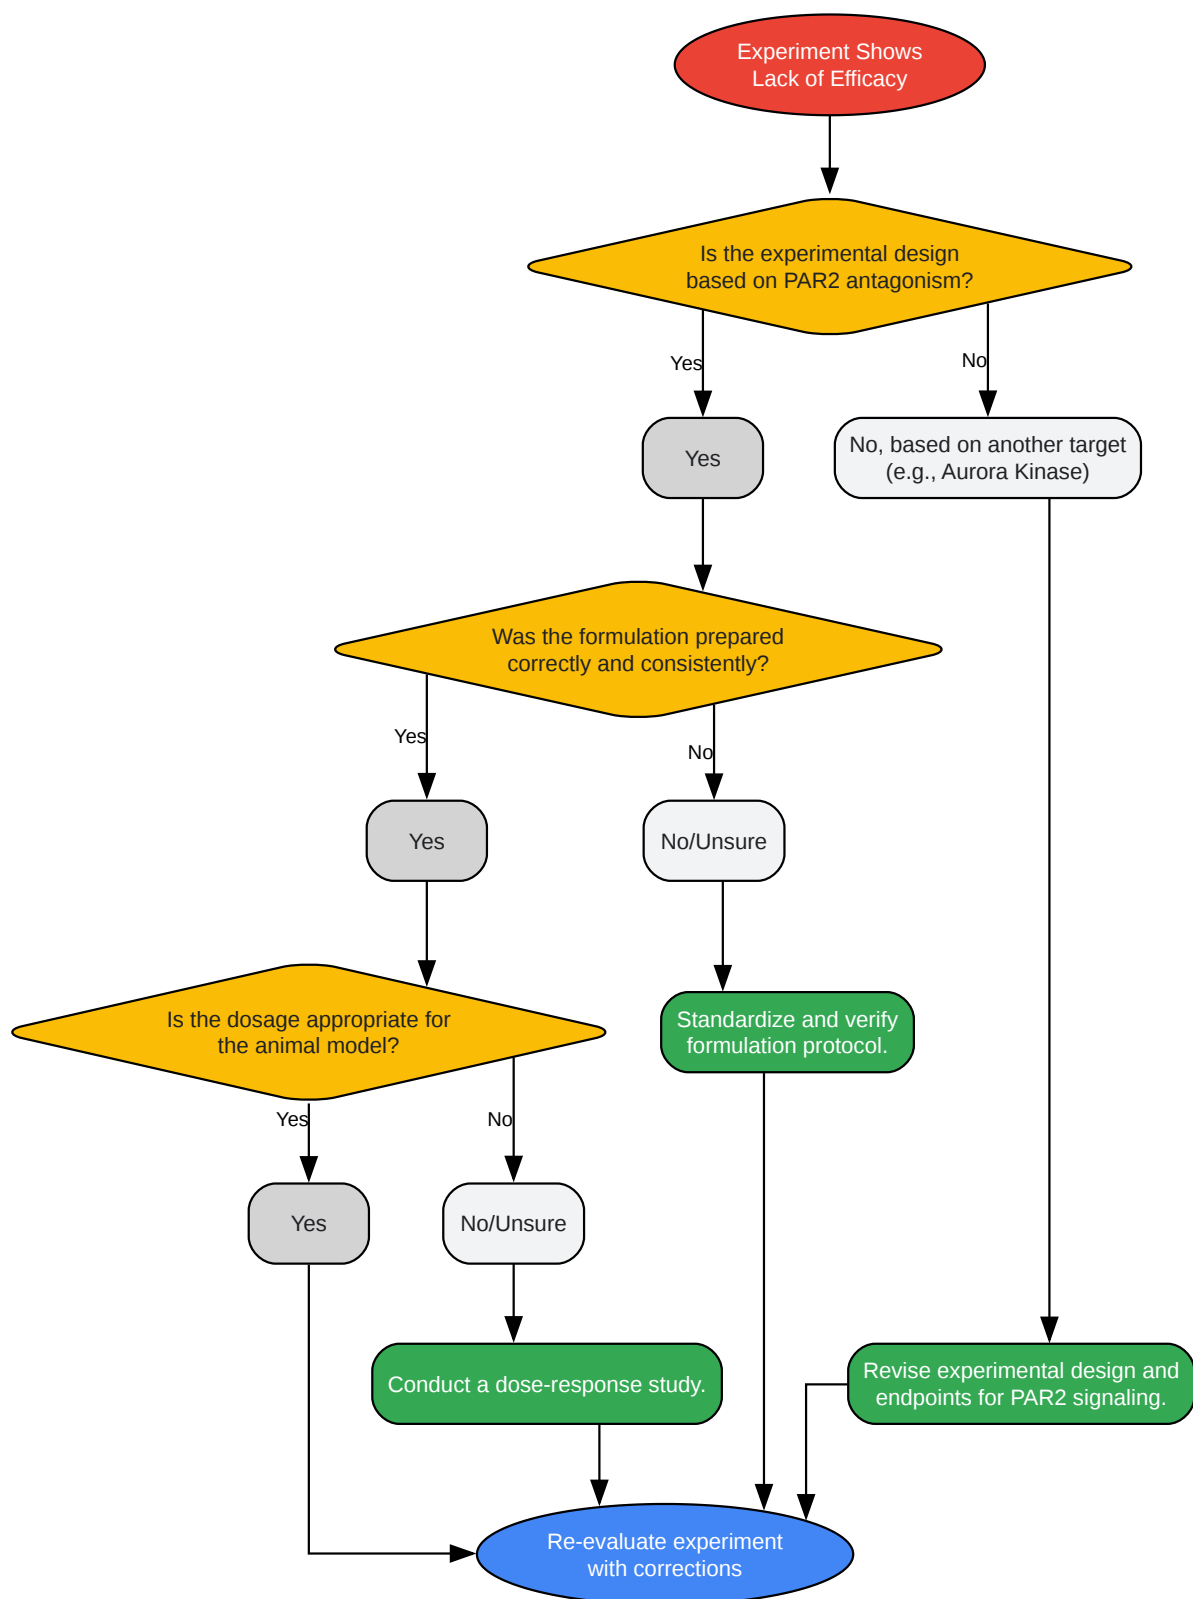 Experiment Shows
Lack of Efficacy
Is the experimental design
based on PAR2 antagonism?
Yes
No
Yes
No, based on another target
(e.g., Aurora Kinase)
Was the formulation prepared
correctly and consistently?
Yes
No
Yes
No/Unsure
Is the dosage appropriate for
the animal model?
Standardize and verify
formulation protocol.
Yes
No
Yes
No/Unsure
Conduct a dose-response study.
Revise experimental design and
endpoints for PAR2 signaling.
Re-evaluate experiment
with corrections